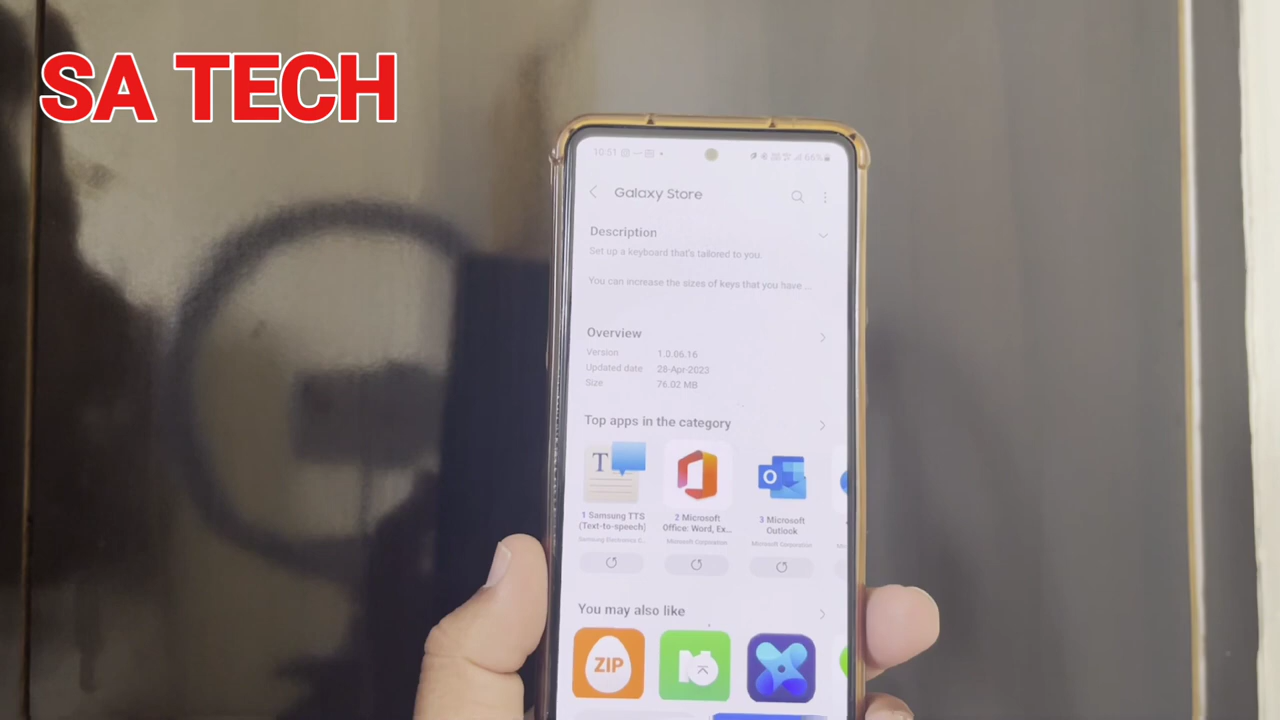 SA TECH
10:51
66%
Galaxy Store
Description
Set up a keyboard that's tailored to you.
You can increase the sizes of keys that you have ...
Overview
Version 1.0.06.16
Updated date 28-Apr-2023
Size 76.02 MB
Top apps in the category
T
1 Samsung TTS
(Text-to-speech)
Samsung Electronics C...
2 Microsoft
Office: Word, Ex...
Microsoft Corporation
3 Microsoft
Outlook
Microsoft Corporation
You may also like
ZIP